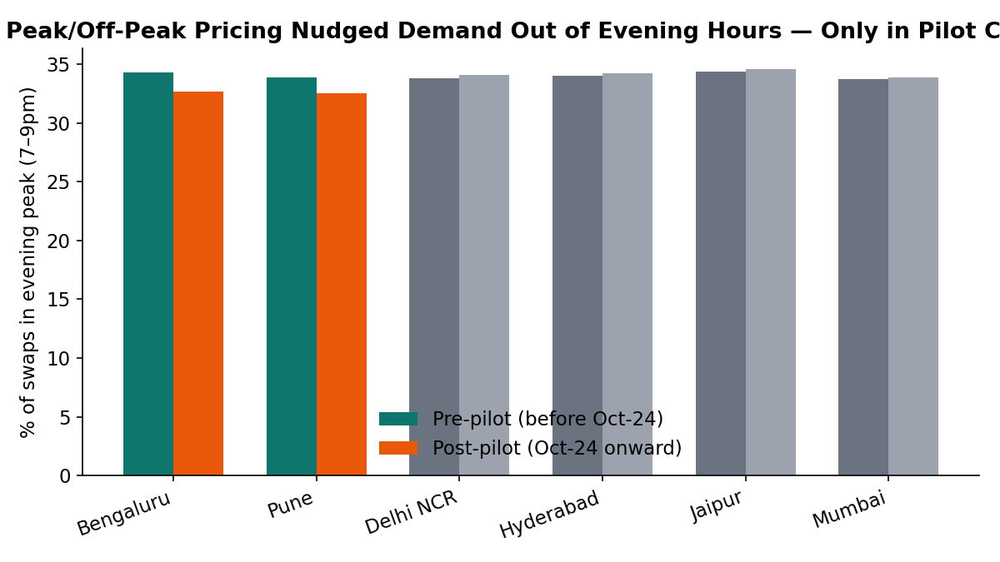 Peak/Off-Peak Pricing Nudged Demand Out of Evening Hours — Only in Pilot C
% of swaps in evening peak (7–9pm)
35
30
25
20
15
10
5
0
Pre-pilot (before Oct-24)
Post-pilot (Oct-24 onward)
Bengaluru
Pune
Delhi NCR
Hyderabad
Jaipur
Mumbai